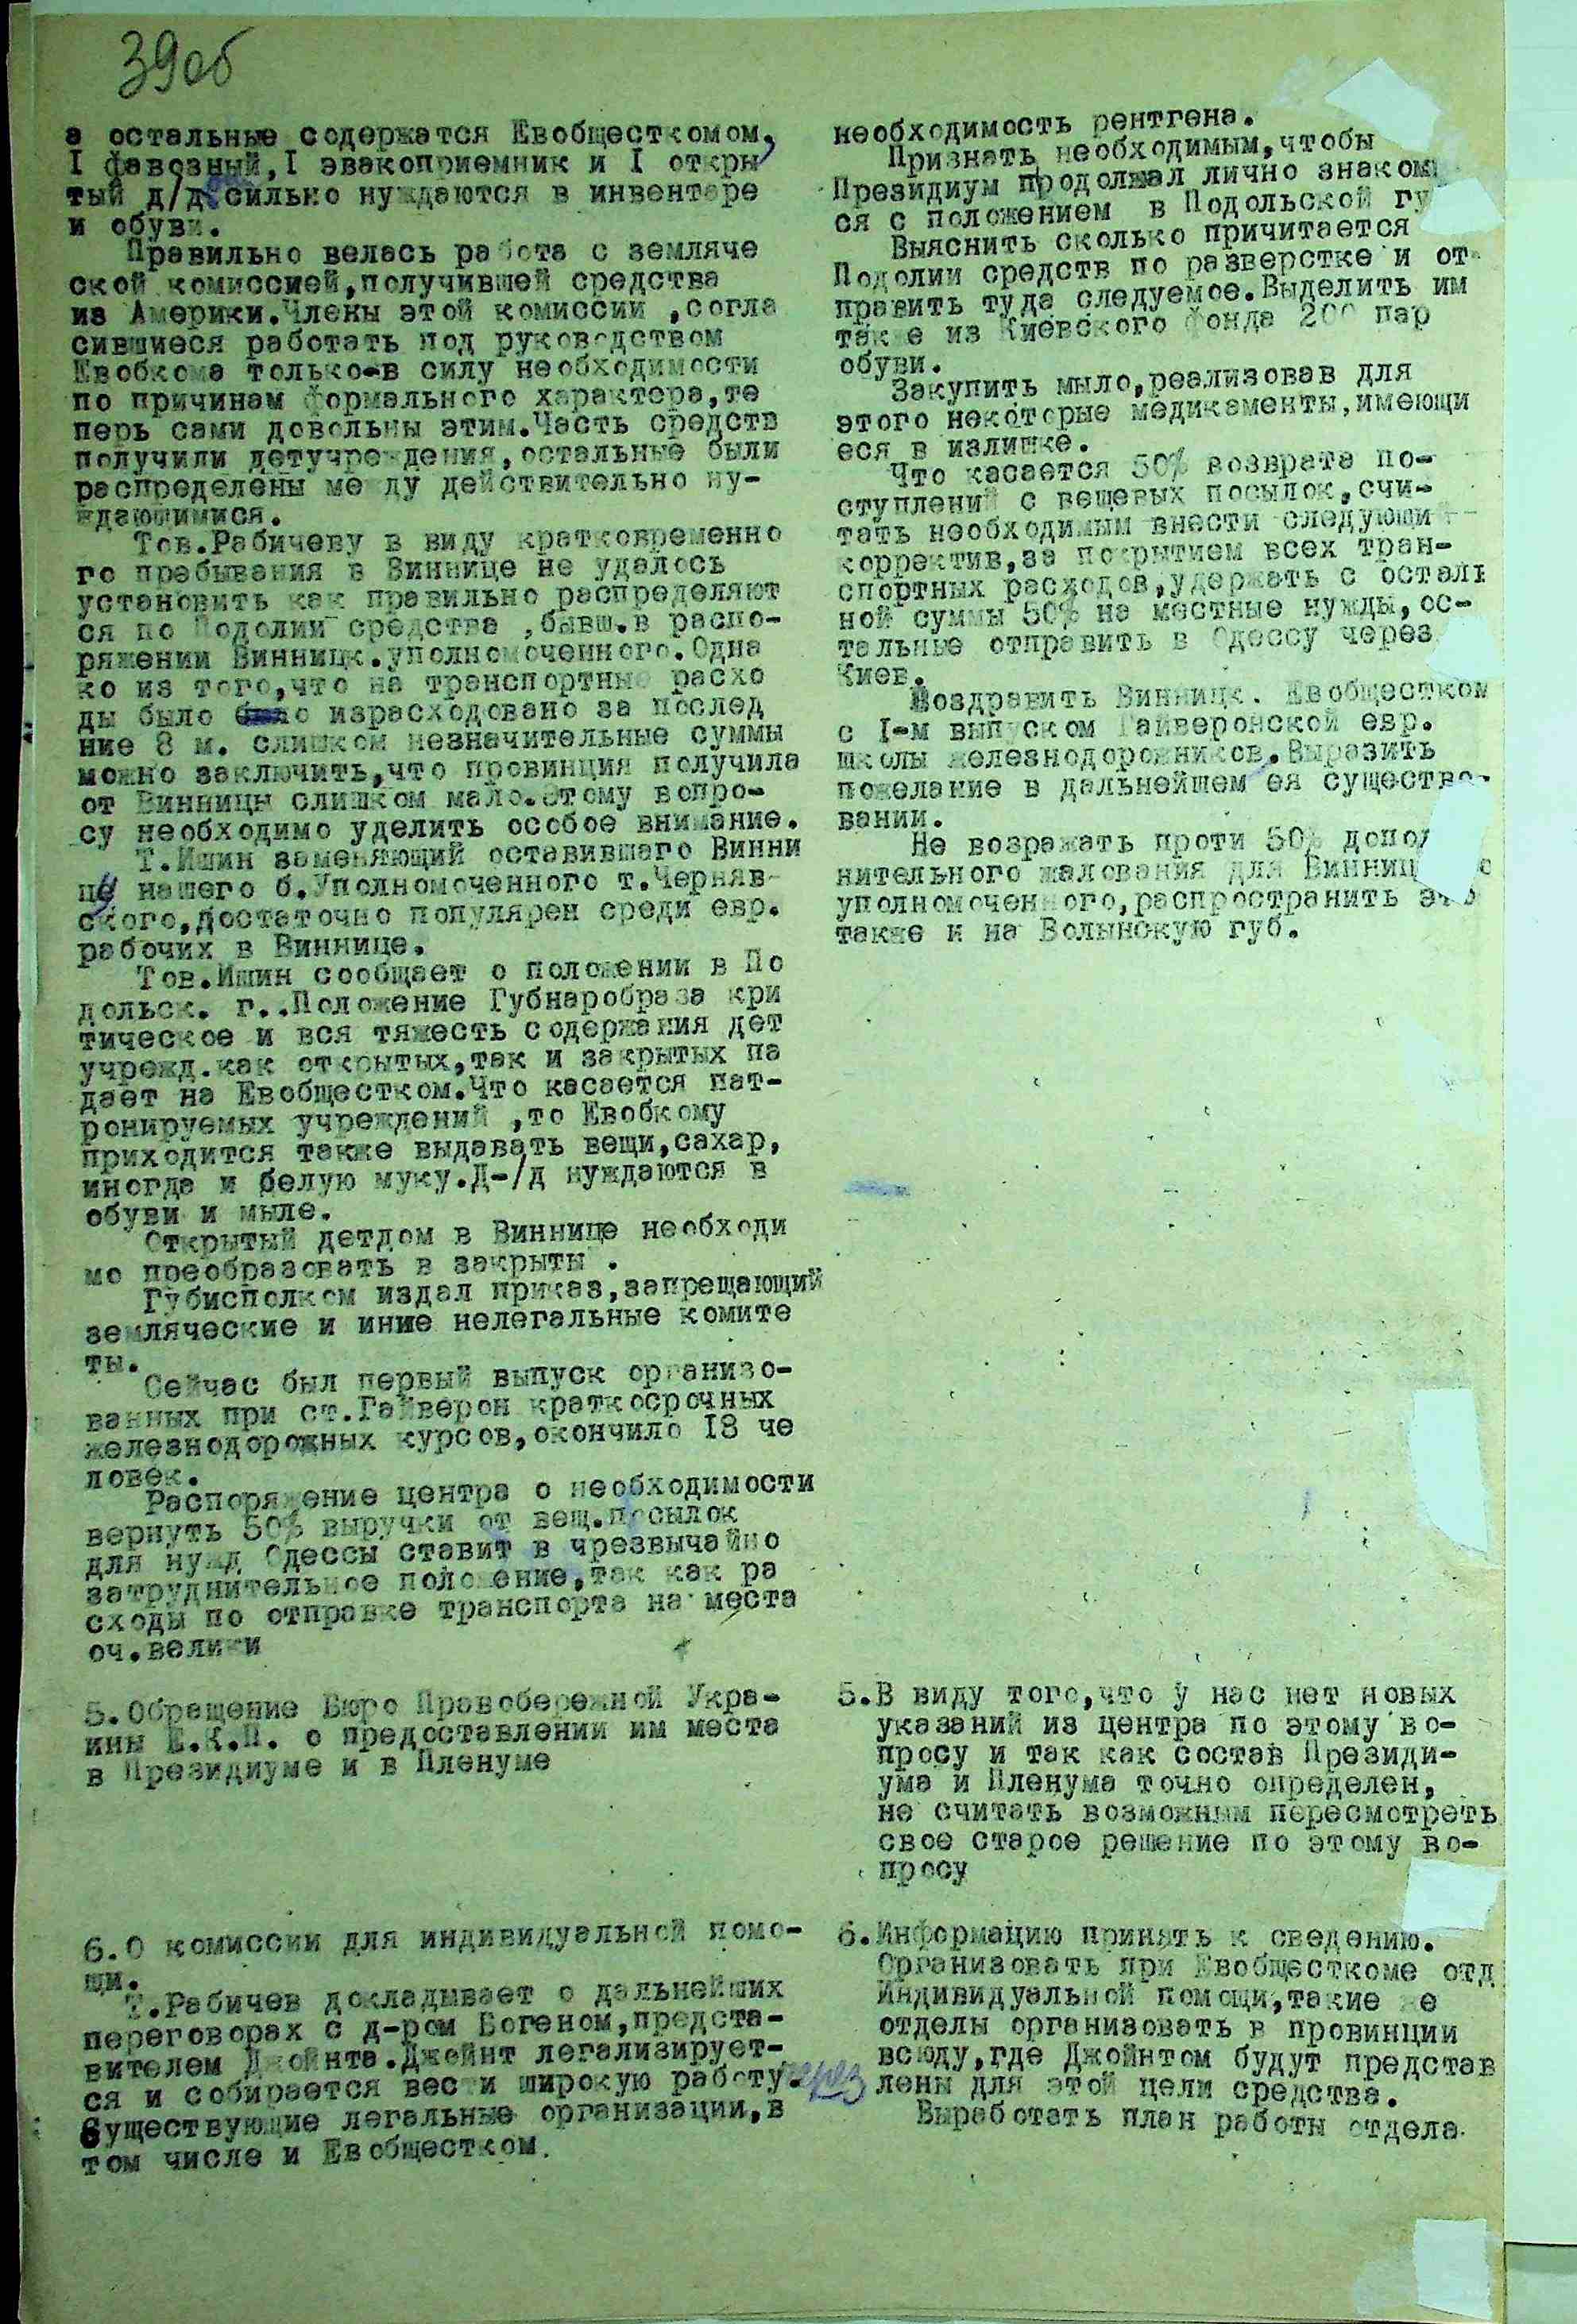 39об
а остальные содержатся Евобщесткомом,
I фавозный, I эвакоприемник и I откры
тый д/д сильно нуждаются в инвентаре
и обуви.
Правильно велась работа с земляче
ской комиссией,получившей средства
из Америки.Члены этой комиссии ,согла
сившиеся работать под руководством
Евобкома только-в силу необходимости
по причинам формального характера,те
перь сами довольны этим.Часть средств
получили детучреждения,остальные были
распределены между действительно ну-
ждающимися.
Тов.Рабичеву в виду кратковременно
го пребывания в Виннице не удалось
установить как правильно распределяют
ся по Подолии средства ,бывш.в распо-
ряжении Винницк.уполномоченного.Одна
ко из того,что на транспортные расхо
ды было израсходовано за послед
ние 8 м. слишком незначительные суммы
можно заключить,что провинция получила
от Винницы слишком мало.Этому вопро-
су необходимо уделить особое внимание.
Т.Ишин заменяющий оставившего Винни
цу нашего б.Уполномоченного т.Черняв-
ского,достаточно популярен среди евр.
рабочих в Виннице.
Тов.Ишин сообщает о положении в По
дольск. г..Положение Губнаробраза кри
тическое и вся тяжесть содержания дет
учрежд.как открытых,так и закрытых па
дает на Евобщестком.Что касается пат-
ронируемых учреждений ,то Евобкому
приходится также выдавать вещи,сахар,
иногда и белую муку.Д-/д нуждаются в
обуви и мыле.
Открытый детдом в Виннице необходи
мо преобразовать в закрыты .
Губисполком издал приказ,запрещающий
земляческие и иние нелегальные комите
ты.
Сейчас был первый выпуск организо-
ванных при ст.Гайверон краткосрочных
железнодорожных курсов,окончило I8 че
ловек.
Распоряжение центра о необходимости
вернуть 50% выручки от вещ.посылок
для нужд Одессы ставит в чрезвычайно
затруднительное положение,так как ра
сходы по отправке транспорта на места
оч.велики
5.Обращение Бюро Правобережной Укра-
ины Е.К.П. о предоставлении им места
в Президиуме и в Пленуме
6.О комиссии для индивидуальной помо-
щи.
Т.Рабичев докладывает о дальнейших
переговорах с д-ром Богеном,предста-
вителем Джойнта.Джойнт легализирует-
ся и собирается вести широкую работу через
существующие легальные организации,в
том числе и Евобщестком.
необходимость рентгена.
Признать необходимым,чтобы
Президиум продолжал лично знаком
ся с положением в Подольской гу
Выяснить сколько причитается
Подолии средств по разверстке и от-
править туда следуемое.Выделить им
также из Киевского фонда 200 пар
обуви.
Закупить мыло,реализовав для
этого некоторые медикаменты,имеющи
еся в излишке.
Что касается 50% возврата по-
ступлений с вещевых посылок,счи-
тать необходимым внести следующи
корректив,за покрытием всех тран-
спортных расходов,удержать с осталь
ной суммы 50% на местные нужды,ос-
тальные отправить в Одессу через
Киев.
Поздравить Винницк. Евобщестком
с I-м выпуском Гайверонской евр.
школы железнодорожников.Выразить
пожелание в дальнейшем ея существо-
вании.
Не возражать проти 50% допол
нительного жалования для Винниц
уполномоченного,распространить это
также и на Волынскую губ.
5.В виду того,что у нас нет новых
указаний из центра по этому во-
просу и так как состав Президи-
ума и Пленума точно определен,
не считать возможным пересмотреть
свое старое решение по этому во-
просу
6.Информацию принять к сведению.
Организовать при Евобщесткоме отд
Индивидуальной помощи,такие же
отделы организовать в провинции
всюду,где Джойнтом будут представ
лены для этой цели средства.
Выработать план работы отдела